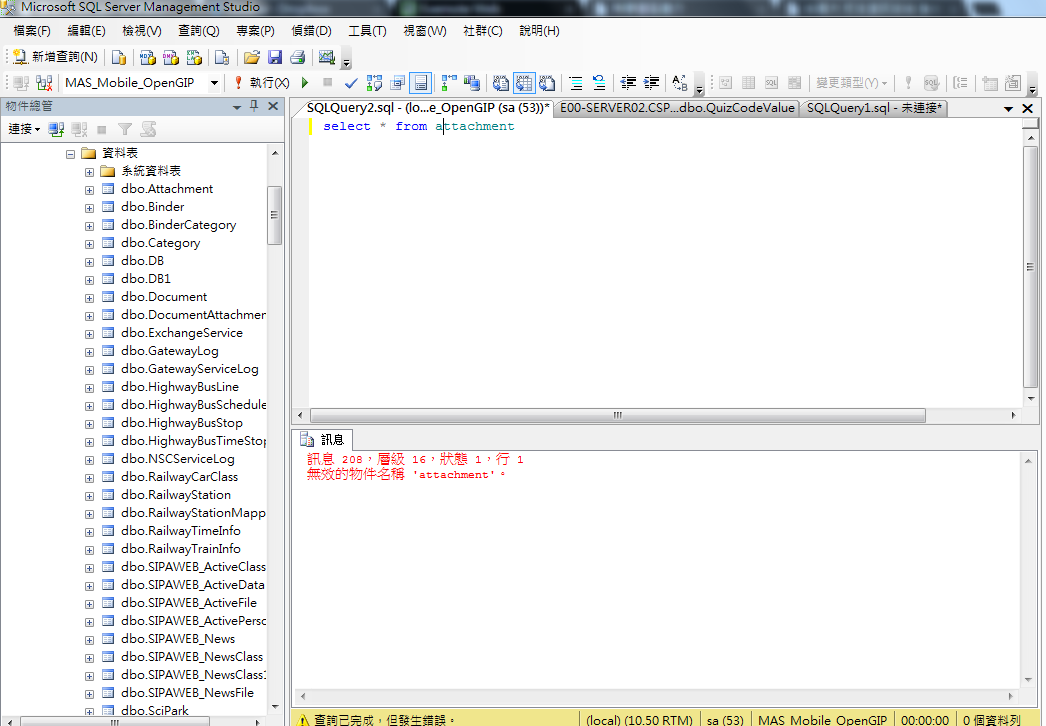 Microsoft SQL Server Management Studio
檔案(F) 編輯(E) 檢視(V) 查詢(Q) 專案(P) 偵錯(D) 工具(T) 視窗(W) 社群(C) 說明(H)
新增查詢(N)
MAS_Mobile_OpenGIP 執行(X) 變更類型(Y)
物件總管
連接
資料表
系統資料表
dbo.Attachment
dbo.Binder
dbo.BinderCategory
dbo.Category
dbo.DB
dbo.DB1
dbo.Document
dbo.DocumentAttachmen
dbo.ExchangeService
dbo.GatewayLog
dbo.GatewayServiceLog
dbo.HighwayBusLine
dbo.HighwayBusSchedule
dbo.HighwayBusStop
dbo.HighwayBusTimeStop
dbo.NSCServiceLog
dbo.RailwayCarClass
dbo.RailwayStation
dbo.RailwayStationMapp
dbo.RailwayTimeInfo
dbo.RailwayTrainInfo
dbo.SIPAWEB_ActiveClass
dbo.SIPAWEB_ActiveData
dbo.SIPAWEB_ActiveFile
dbo.SIPAWEB_ActivePerso
dbo.SIPAWEB_News
dbo.SIPAWEB_NewsClass
dbo.SIPAWEB_NewsClass
dbo.SIPAWEB_NewsFile
dbo.SciPark
SQLQuery2.sql - (lo...e_OpenGIP (sa (53))* E00-SERVER02.CSP...dbo.QuizCodeValue SQLQuery1.sql - 未連接*
select * from attachment
訊息
訊息 208，層級 16，狀態 1，行 1
無效的物件名稱 'attachment'。
查詢已完成，但發生錯誤。 (local) (10.50 RTM) sa (53) MAS_Mobile_OpenGIP 00:00:00 0 個資料列